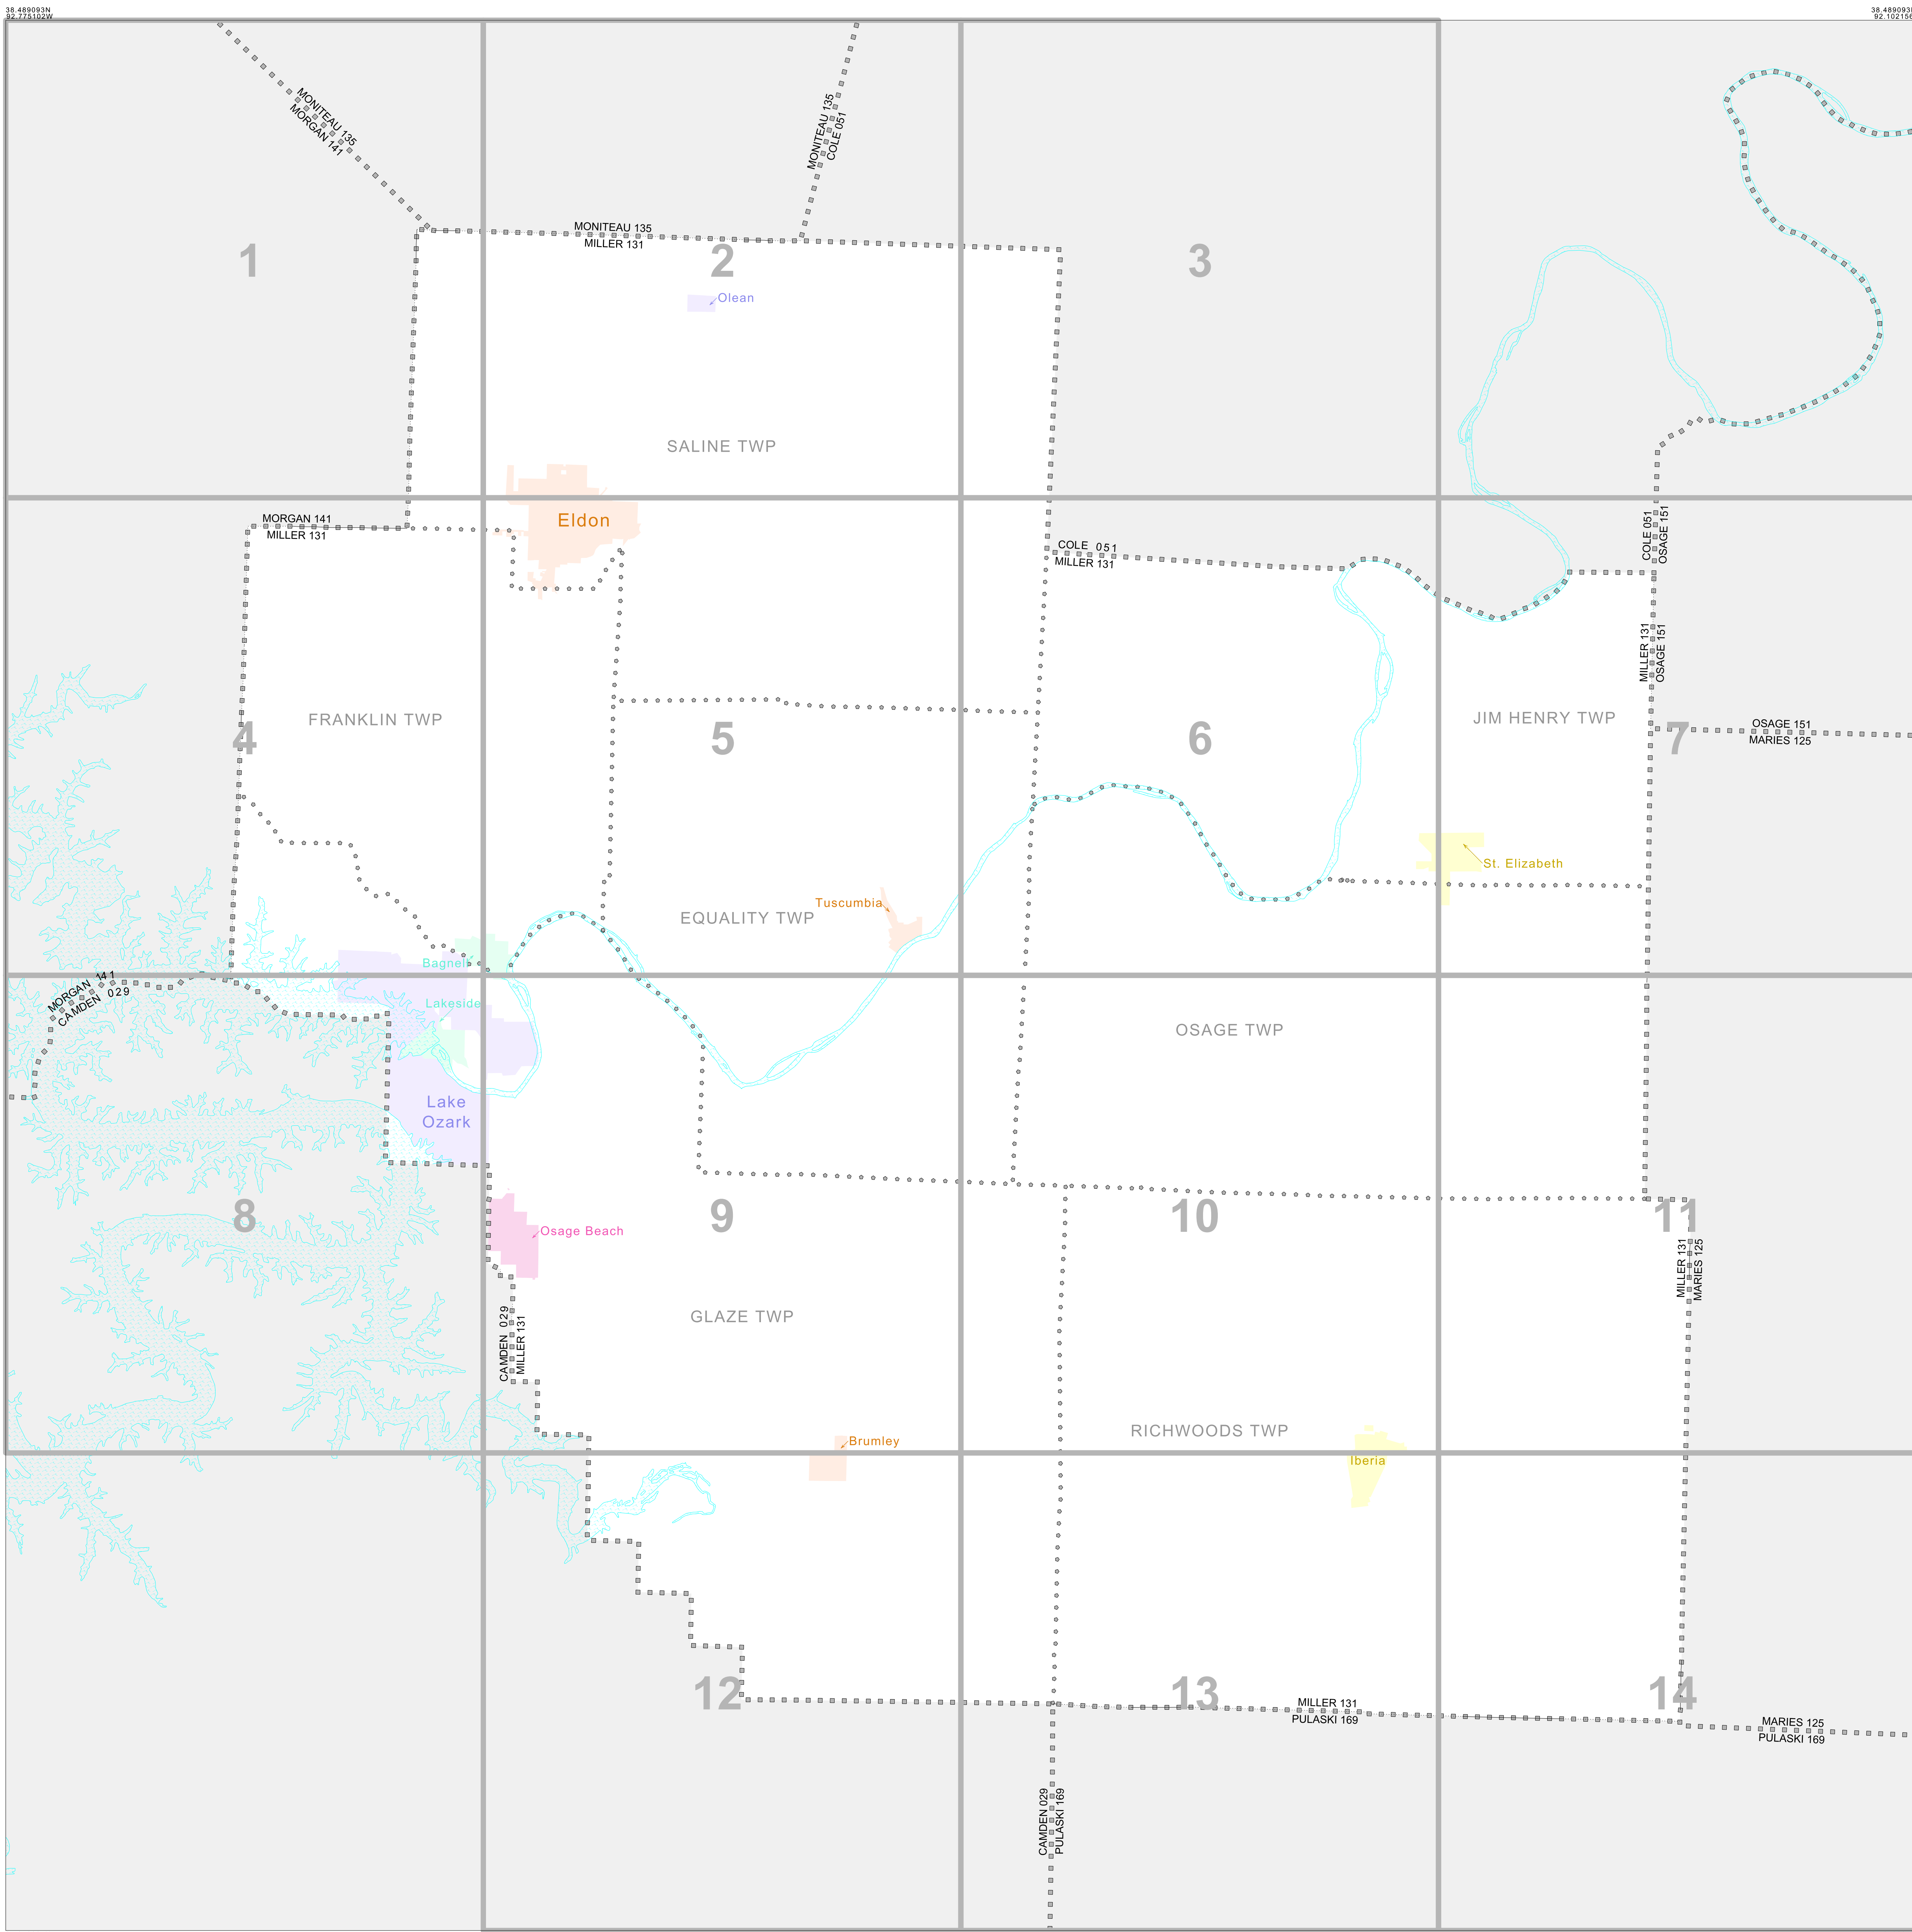 38.489093N
92.775102W
38.489093N
92.102156
MONITEAU 135
MORGAN 141
MONITEAU 135
COLE 051
MONITEAU 135
MILLER 131
1
2
3
Olean
SALINE TWP
Eldon
MORGAN 141
MILLER 131
COLE 051
MILLER 131
COLE 051
OSAGE 151
MILLER 131
OSAGE 151
FRANKLIN TWP
JIM HENRY TWP
OSAGE 151
MARIES 125
4
5
6
7
St. Elizabeth
Tuscumbia
EQUALITY TWP
Bagnell
MORGAN 141
CAMDEN 029
Lakeside
OSAGE TWP
Lake
Ozark
8
9
10
11
Osage Beach
MILLER 131
MARIES 125
GLAZE TWP
CAMDEN 029
MILLER 131
RICHWOODS TWP
Brumley
Iberia
12
13
14
MILLER 131
PULASKI 169
MARIES 125
PULASKI 169
CAMDEN 029
PULASKI 169